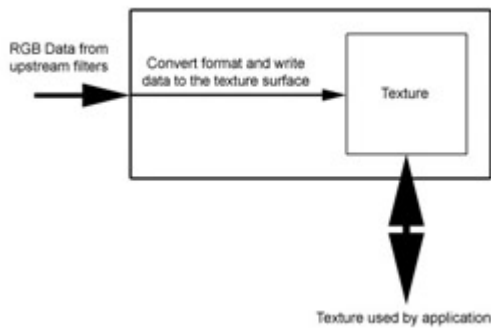 RGB Data from
upstream filters
Convert format and write
data to the texture surface
Texture
Texture used by application